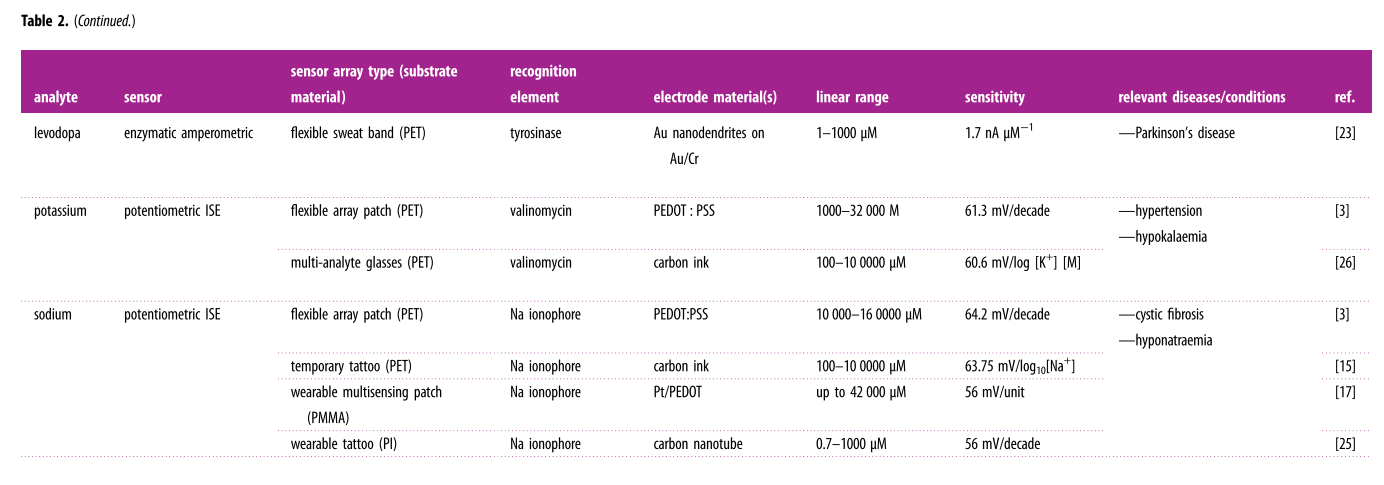 Table 2. (Continued.)
analyte sensor sensor array type (substrate material) recognition element electrode material(s) linear range sensitivity relevant diseases/conditions ref.
levodopa enzymatic amperometric flexible sweat band (PET) tyrosinase Au nanodendrites on 1–1000 µM 1.7 nA µM−1 —Parkinson's disease [23]
Au/Cr
potassium potentiometric ISE flexible array patch (PET) valinomycin PEDOT : PSS 1000–32 000 M 61.3 mV/decade —hypertension [3]
—hypokalaemia
multi-analyte glasses (PET) valinomycin carbon ink 100–10 0000 µM 60.6 mV/log [K+] [M] [26]
sodium potentiometric ISE flexible array patch (PET) Na ionophore PEDOT:PSS 10 000–16 0000 µM 64.2 mV/decade —cystic fibrosis [3]
—hyponatraemia
temporary tattoo (PET) Na ionophore carbon ink 100–10 0000 µM 63.75 mV/log10[Na+] [15]
wearable multisensing patch Na ionophore Pt/PEDOT up to 42 000 µM 56 mV/unit [17]
(PMMA)
wearable tattoo (PI) Na ionophore carbon nanotube 0.7–1000 µM 56 mV/decade [25]